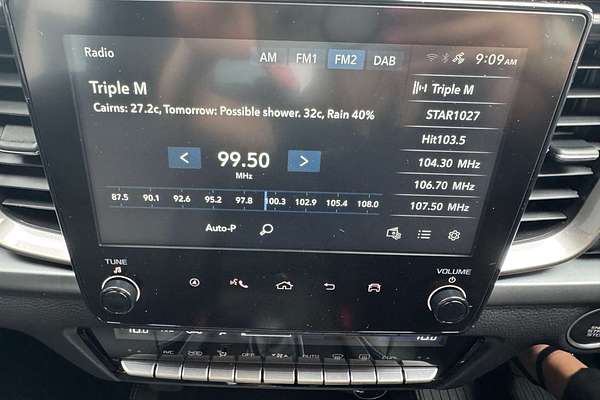 Radio
AM FM1 FM2 DAB
9:09AM
Triple M
Cairns: 27.2c, Tomorrow: Possible shower. 32c, Rain 40%
< 99.50 >
MHz
87.5 90.1 92.6 95.2 97.8 100.3 102.9 105.4 108.0
Auto-P
Triple M
STAR1027
Hit103.5
104.30 MHz
106.70 MHz
107.50 MHz
TUNE
VOLUME
A/C OFF AUTO